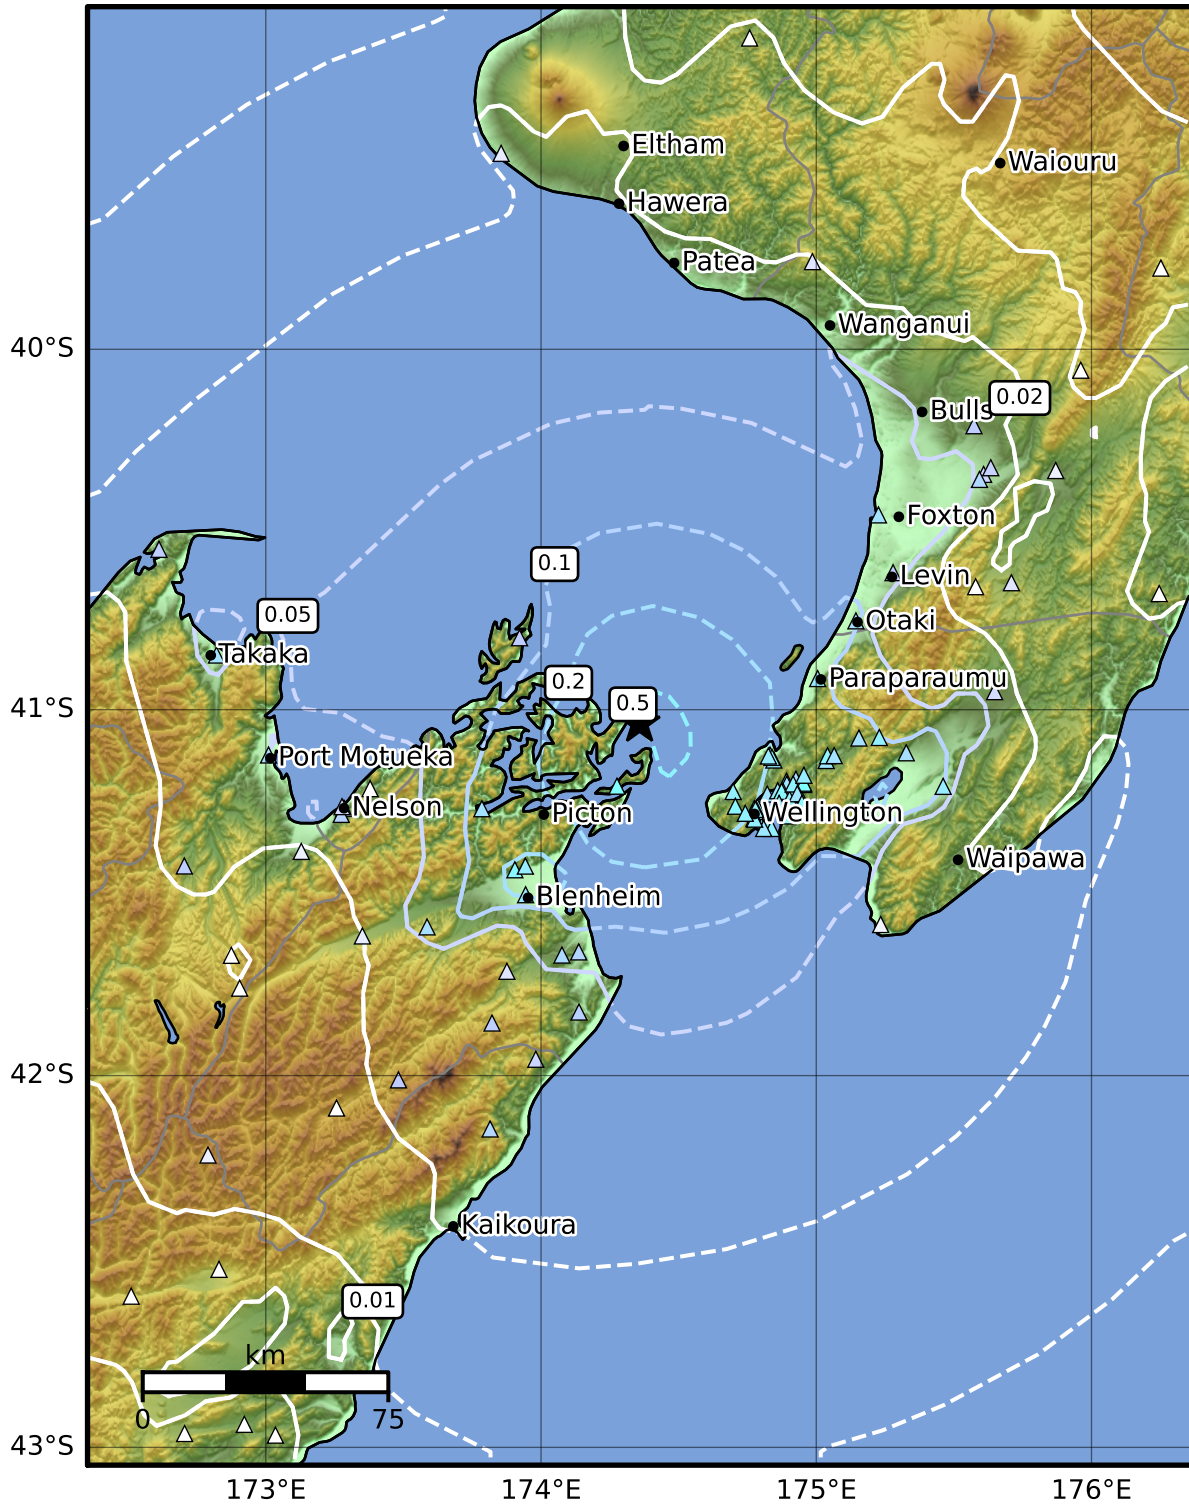 Eltham
Waiouru
Hawera
Patea
Wanganui
40°S
0.02
Bulls
Foxton
0.1
Levin
0.05
Otaki
Takaka
Paraparaumu
0.2
0.5
41°S
Port Motueka
Nelson
Picton
Wellington
Waipawa
Blenheim
42°S
Kaikoura
0.01
km
0
75
43°S
173°E
174°E
175°E
176°E